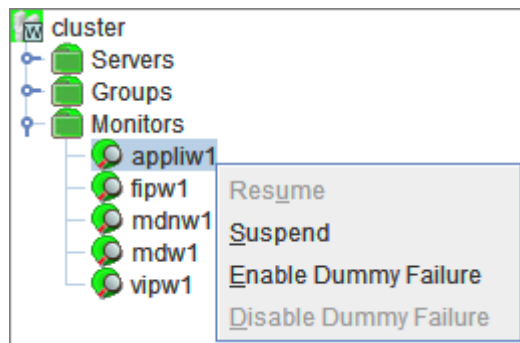 cluster
Servers
Groups
Monitors
appliw1
fipw1
mdnw1
mdw1
vipw1
Resume
Suspend
Enable Dummy Failure
Disable Dummy Failure